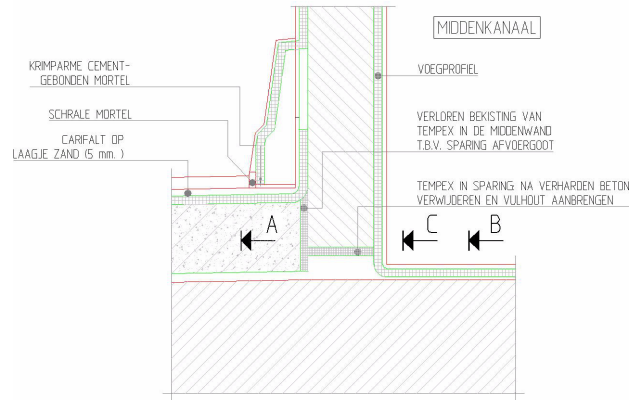 MIDDENKANAAL
KRIMPARME CEMENT-
GEBONDEN MORTEL
VOEGPROFIEL
SCHRALE MORTEL
CARIFALT OP
LAAGJE ZAND (5 mm. )
VERLOREN BEKISTING VAN
TEMPEX IN DE MIDDENWAND
T.B.V. SPARING AFVOERGOOT
TEMPEX IN SPARING: NA VERHARDEN BETON
VERWIJDEREN EN VULHOUT AANBRENGEN
A
C
B